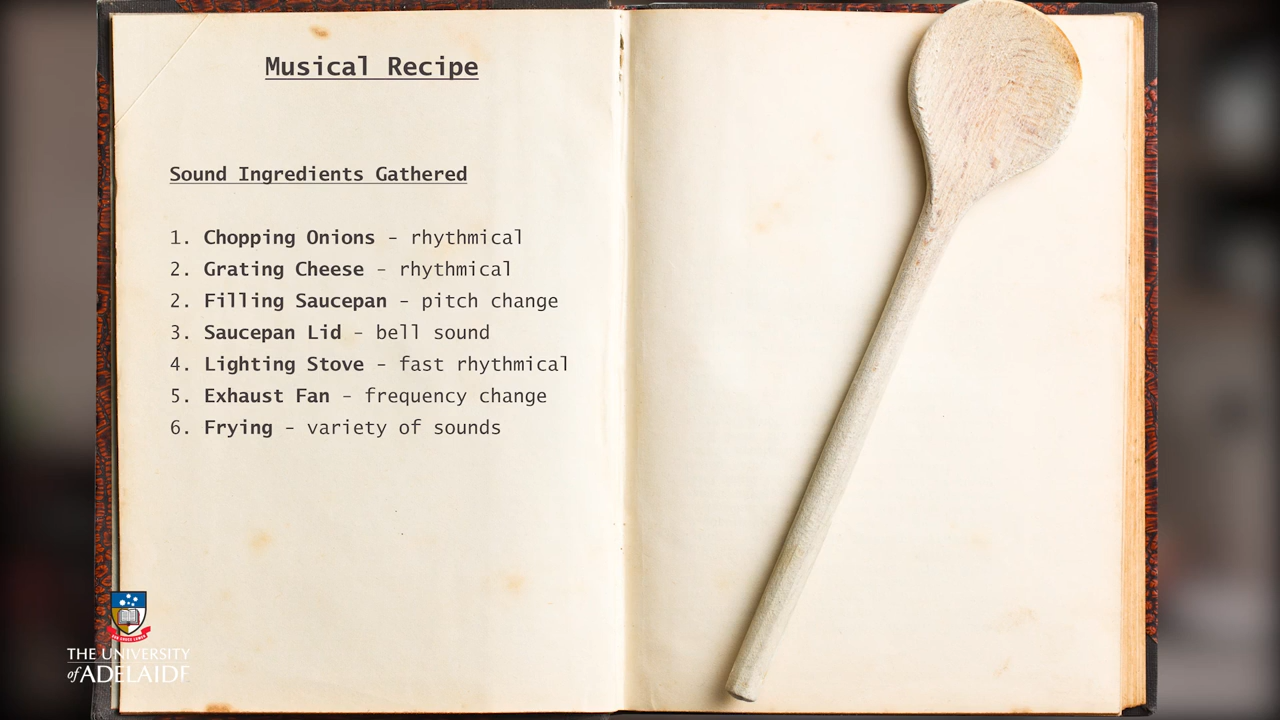 Musical Recipe
Sound Ingredients Gathered
1. Chopping Onions - rhythmical
2. Grating Cheese - rhythmical
2. Filling Saucepan - pitch change
3. Saucepan Lid - bell sound
4. Lighting Stove - fast rhythmical
5. Exhaust Fan - frequency change
6. Frying - variety of sounds
THE UNIVERSITY
of ADELAIDE